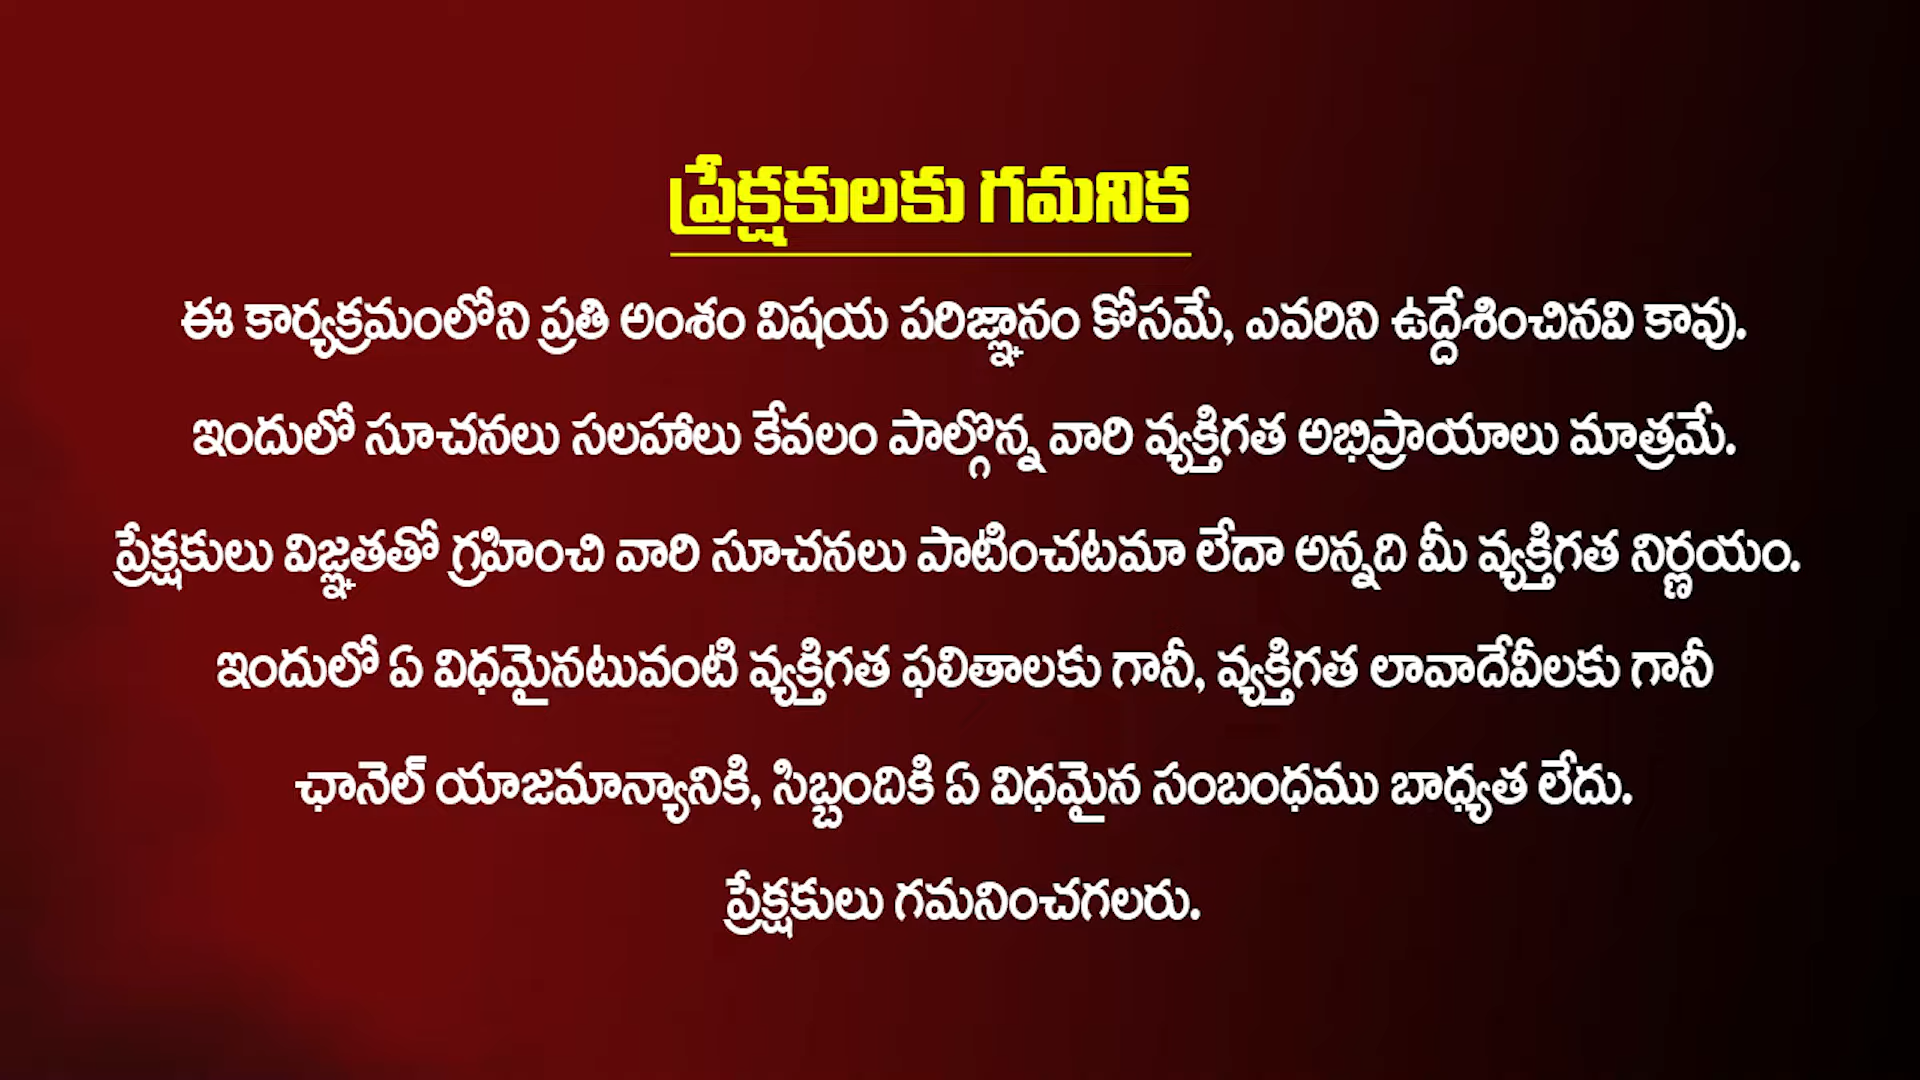 ప్రేక్షకులకు గమనిక
ఈ కార్యక్రమంలోని ప్రతి అంశం విషయ పరిజ్ఞానం కోసమే, ఎవరిని ఉద్దేశించినవి కావు.
ఇందులో సూచనలు సలహాలు కేవలం పాల్గొన్న వారి వ్యక్తిగత అభిప్రాయాలు మాత్రమే.
ప్రేక్షకులు విజ్ఞతతో గ్రహించి వారి సూచనలు పాటించటమా లేదా అన్నది మీ వ్యక్తిగత నిర్ణయం.
ఇందులో ఏ విధమైనటువంటి వ్యక్తిగత ఫలితాలకు గానీ, వ్యక్తిగత లావాదేవీలకు గానీ
ఛానెల్ యాజమాన్యానికి, సిబ్బందికి ఏ విధమైన సంబంధము బాధ్యత లేదు.
ప్రేక్షకులు గమనించగలరు.